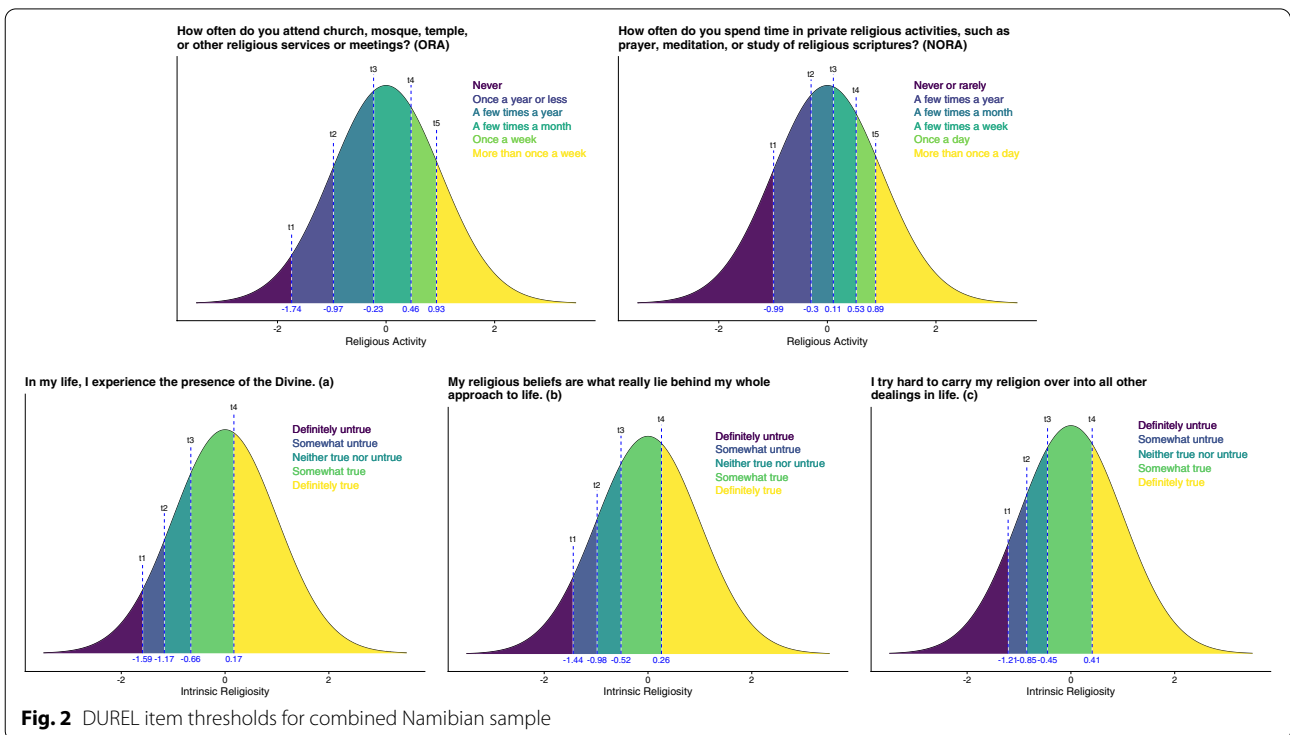 How often do you attend church, mosque, temple,
or other religious services or meetings? (ORA)
t1
t2
t3
t4
t5
Never
Once a year or less
A few times a year
A few times a month
Once a week
More than once a week
-1.74
-0.97
-0.23
0.46
0.93
-2
0
2
Religious Activity
How often do you spend time in private religious activities, such as
prayer, meditation, or study of religious scriptures? (NORA)
t1
t2
t3
t4
t5
Never or rarely
A few times a year
A few times a month
A few times a week
Once a day
More than once a day
-0.99
-0.3
0.11
0.53
0.89
-2
0
2
Religious Activity
In my life, I experience the presence of the Divine. (a)
t1
t2
t3
t4
Definitely untrue
Somewhat untrue
Neither true nor untrue
Somewhat true
Definitely true
-1.59
-1.17
-0.66
0.17
-2
0
2
Intrinsic Religiosity
My religious beliefs are what really lie behind my whole
approach to life. (b)
t1
t2
t3
t4
Definitely untrue
Somewhat untrue
Neither true nor untrue
Somewhat true
Definitely true
-1.44
-0.98
-0.52
0.26
-2
0
2
Intrinsic Religiosity
I try hard to carry my religion over into all other
dealings in life. (c)
t1
t2
t3
t4
Definitely untrue
Somewhat untrue
Neither true nor untrue
Somewhat true
Definitely true
-1.21
-0.85
-0.45
0.41
-2
0
2
Intrinsic Religiosity
Fig. 2 DUREL item thresholds for combined Namibian sample